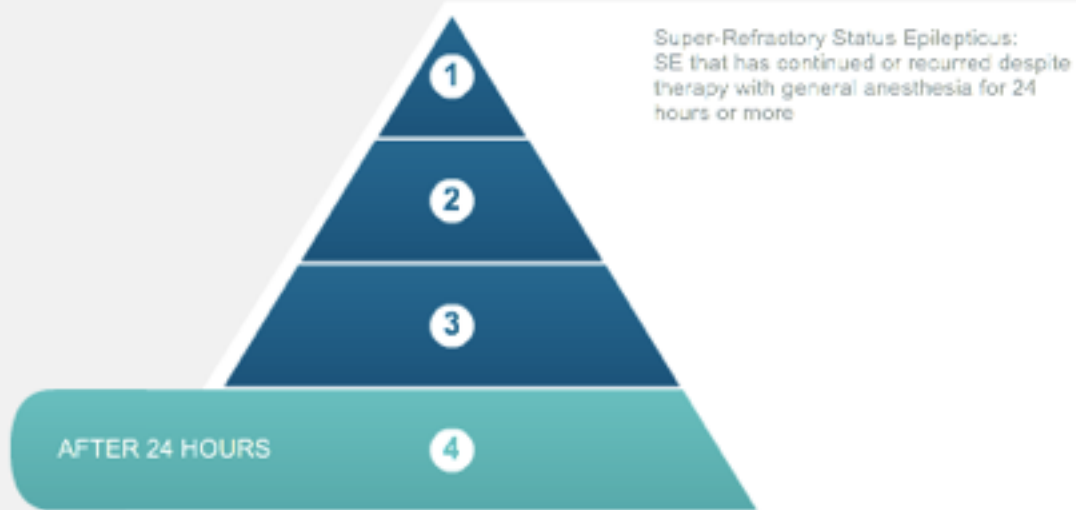 1
Super-Refractory Status Epilepticus:
SE that has continued or recurred despite
therapy with general anesthesia for 24
hours or more
2
3
AFTER 24 HOURS 4